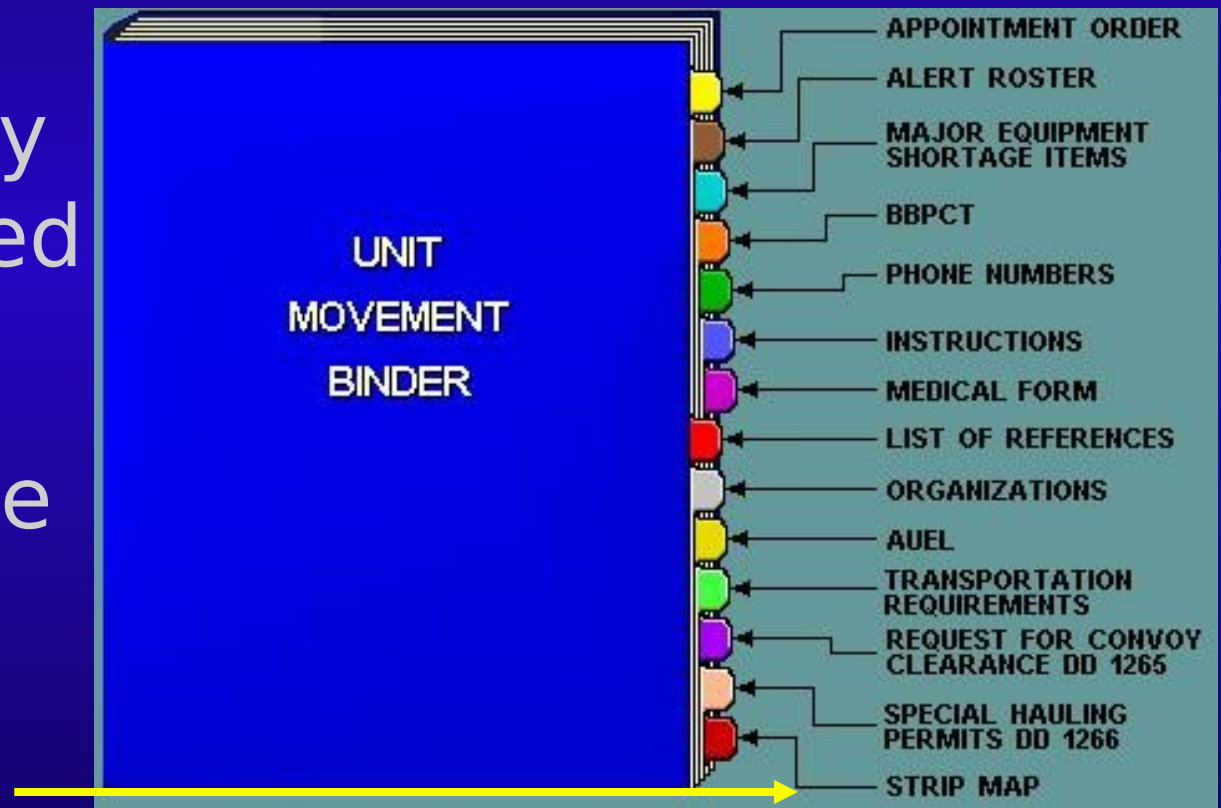 y
ed
e
UNIT
MOVEMENT
BINDER
APPOINTMENT ORDER
ALERT ROSTER
MAJOR EQUIPMENT
SHORTAGE ITEMS
BBPCT
PHONE NUMBERS
INSTRUCTIONS
MEDICAL FORM
LIST OF REFERENCES
ORGANIZATIONS
AUEL
TRANSPORTATION
REQUIREMENTS
REQUEST FOR CONVOY
CLEARANCE DD 1265
SPECIAL HAULING
PERMITS DD 1266
STRIP MAP